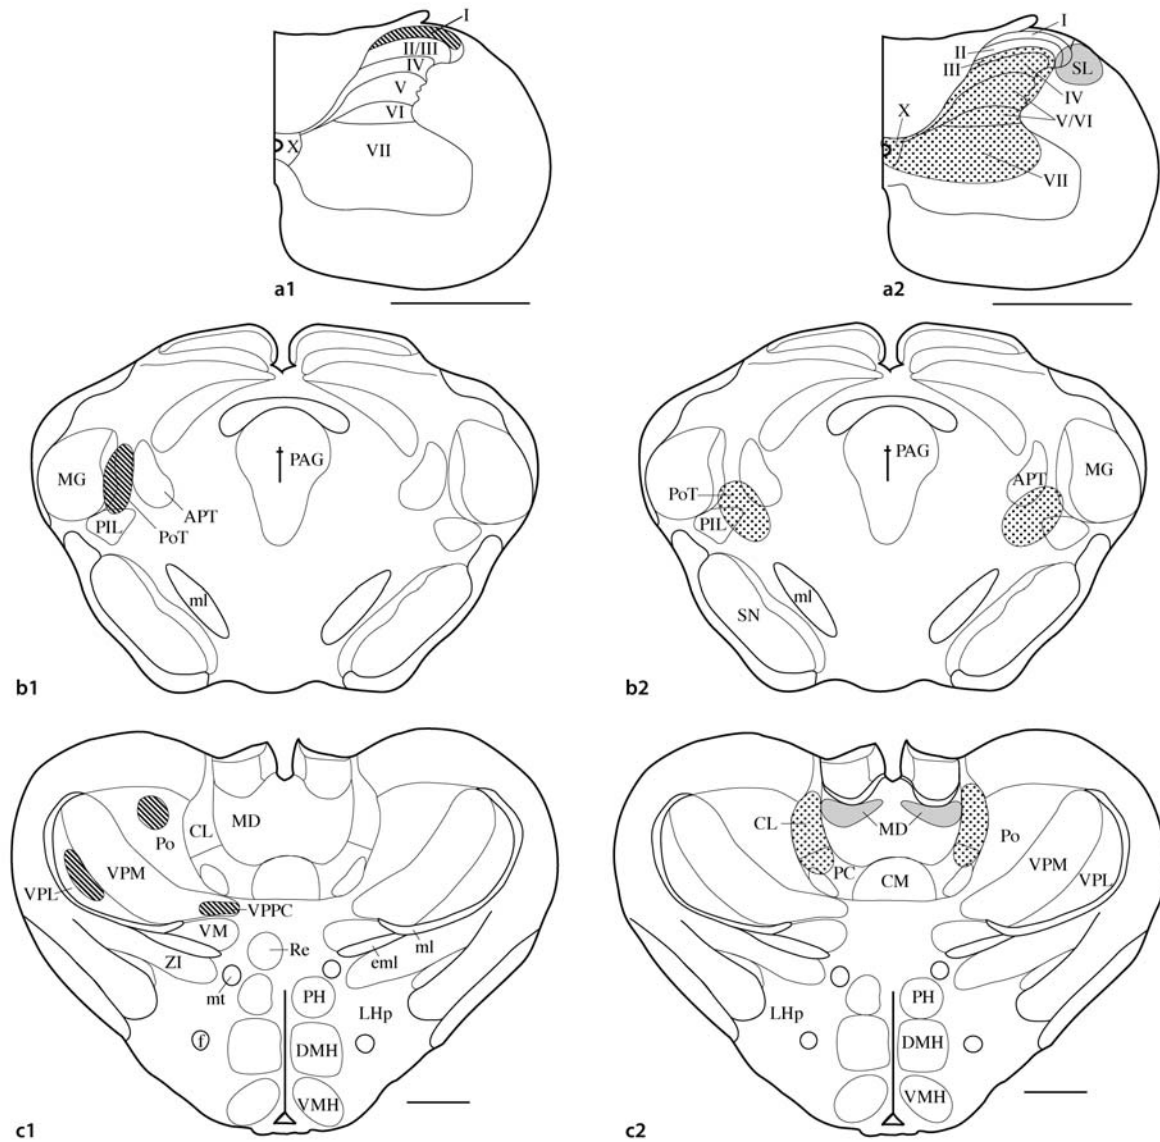 I
II/III
IV
V
VI
X
VII
a1
I
II
III
SL
IV
X
V/VI
VII
a2
MG
PAG
APT
PIL
PoT
ml
b1
PAG
APT
MG
PoT
PIL
SN
ml
b2
Po
CL
MD
VPM
VPL
VPPC
VM
ZI
Re
eml
ml
mt
PH
LHp
f
DMH
VMH
c1
CL
MD
Po
PC
CM
VPM
VPL
PH
LHp
DMH
VMH
c2